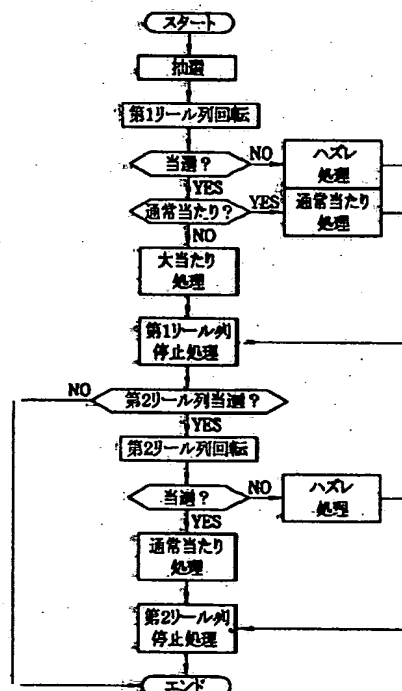 スタート
抽選
第1リール列回転
当選?
NO
ハズレ
処理
YES
通常当たり?
YES
通常当たり
処理
NO
大当たり
処理
第1リール列
停止処理
NO
第2リール列当選?
YES
第2リール列回転
当選?
NO
ハズレ
処理
YES
通常当たり
処理
第2リール列
停止処理
エンド